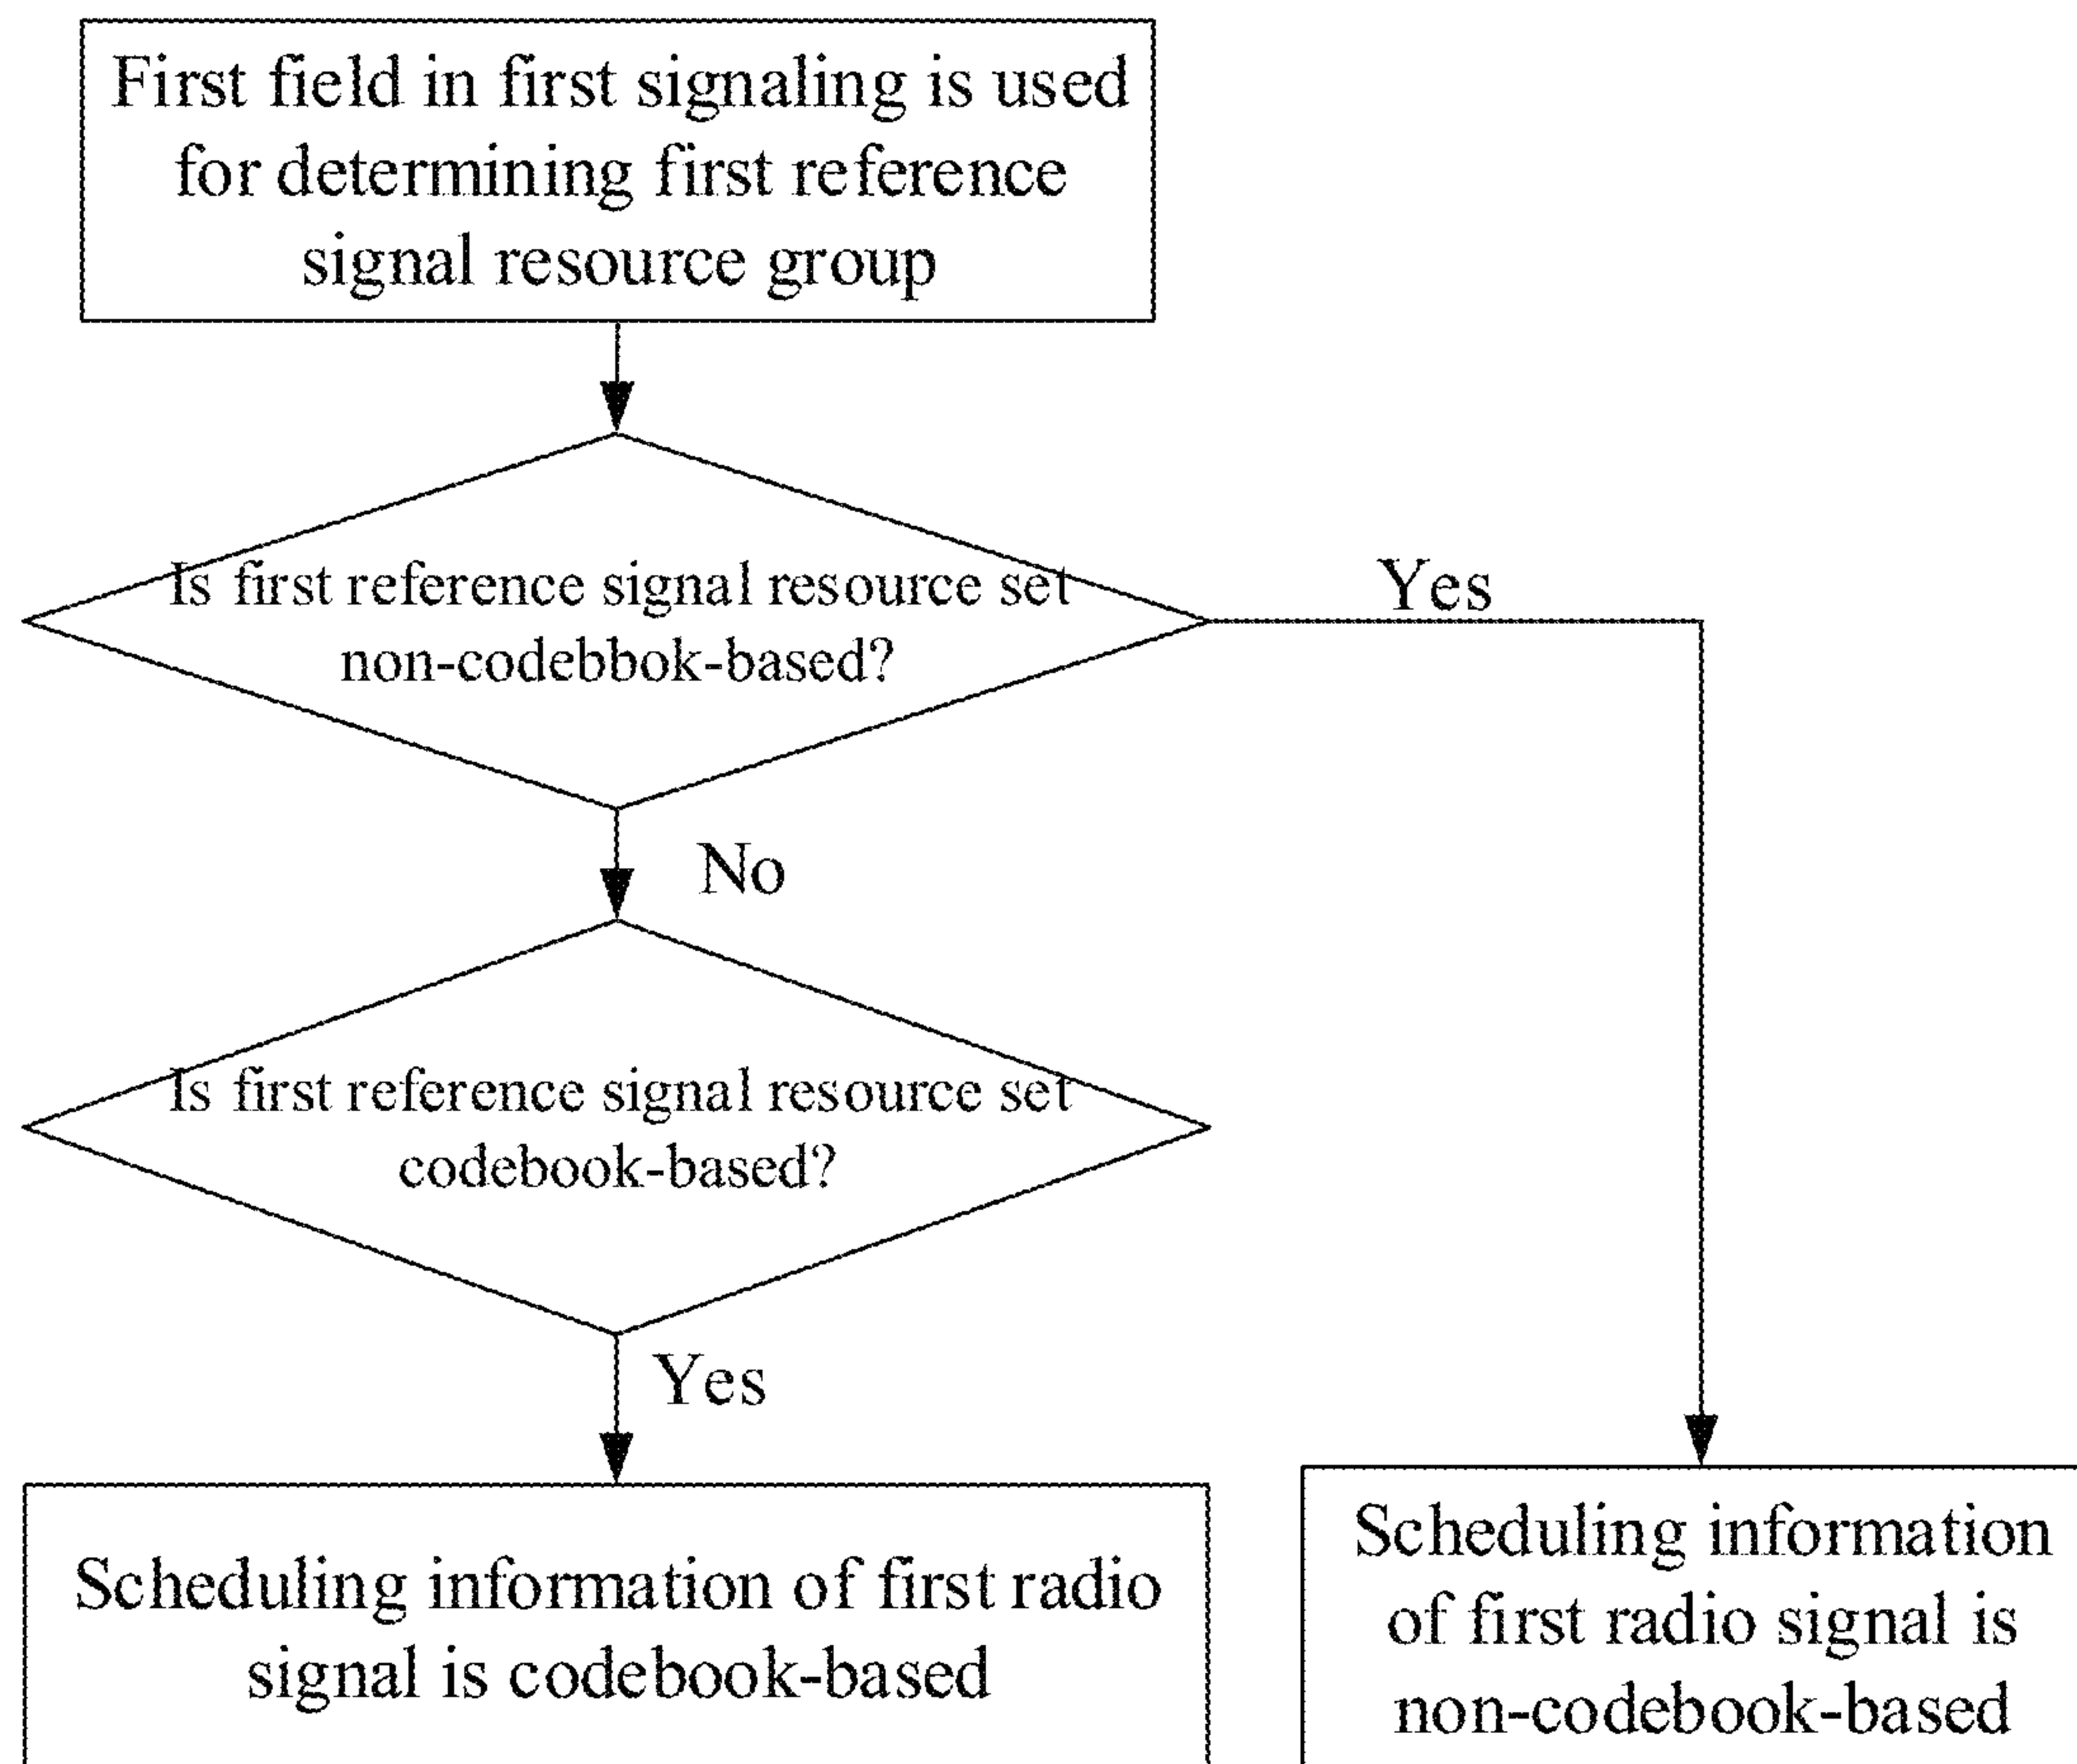 First field in first signaling is used
for determining first reference
signal resource group
Is first reference signal resource set
non-codebbok-based?
Yes
No
Is first reference signal resource set
codebook-based?
Yes
Scheduling information of first radio
signal is codebook-based
Scheduling information
of first radio signal is
non-codebook-based